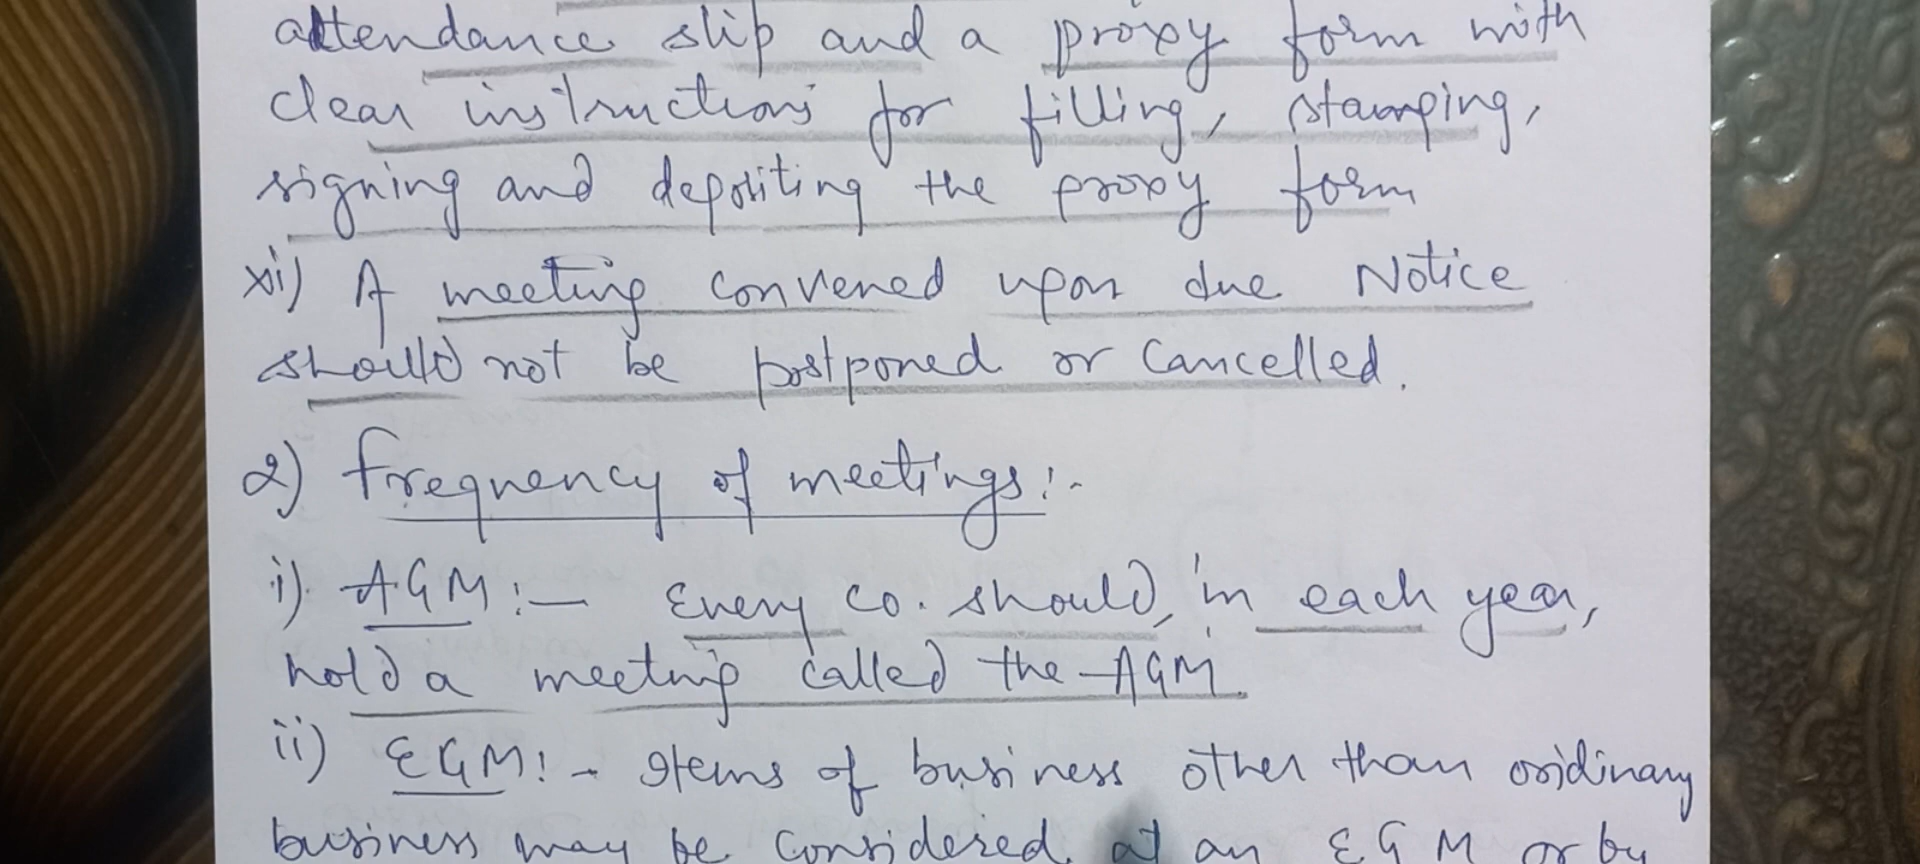 attendance slip and a proxy form with
clear instructions for filling, stamping,
signing and depositing the proxy form
xi) A meeting convened upon due Notice
should not be postponed or Cancelled.
2) Frequency of meetings:-
i). AGM:- Every co. should, in each year,
hold a meeting called the AGM.
ii) EGM:- Items of business other than ordinary
business may be considered at an EGM or by